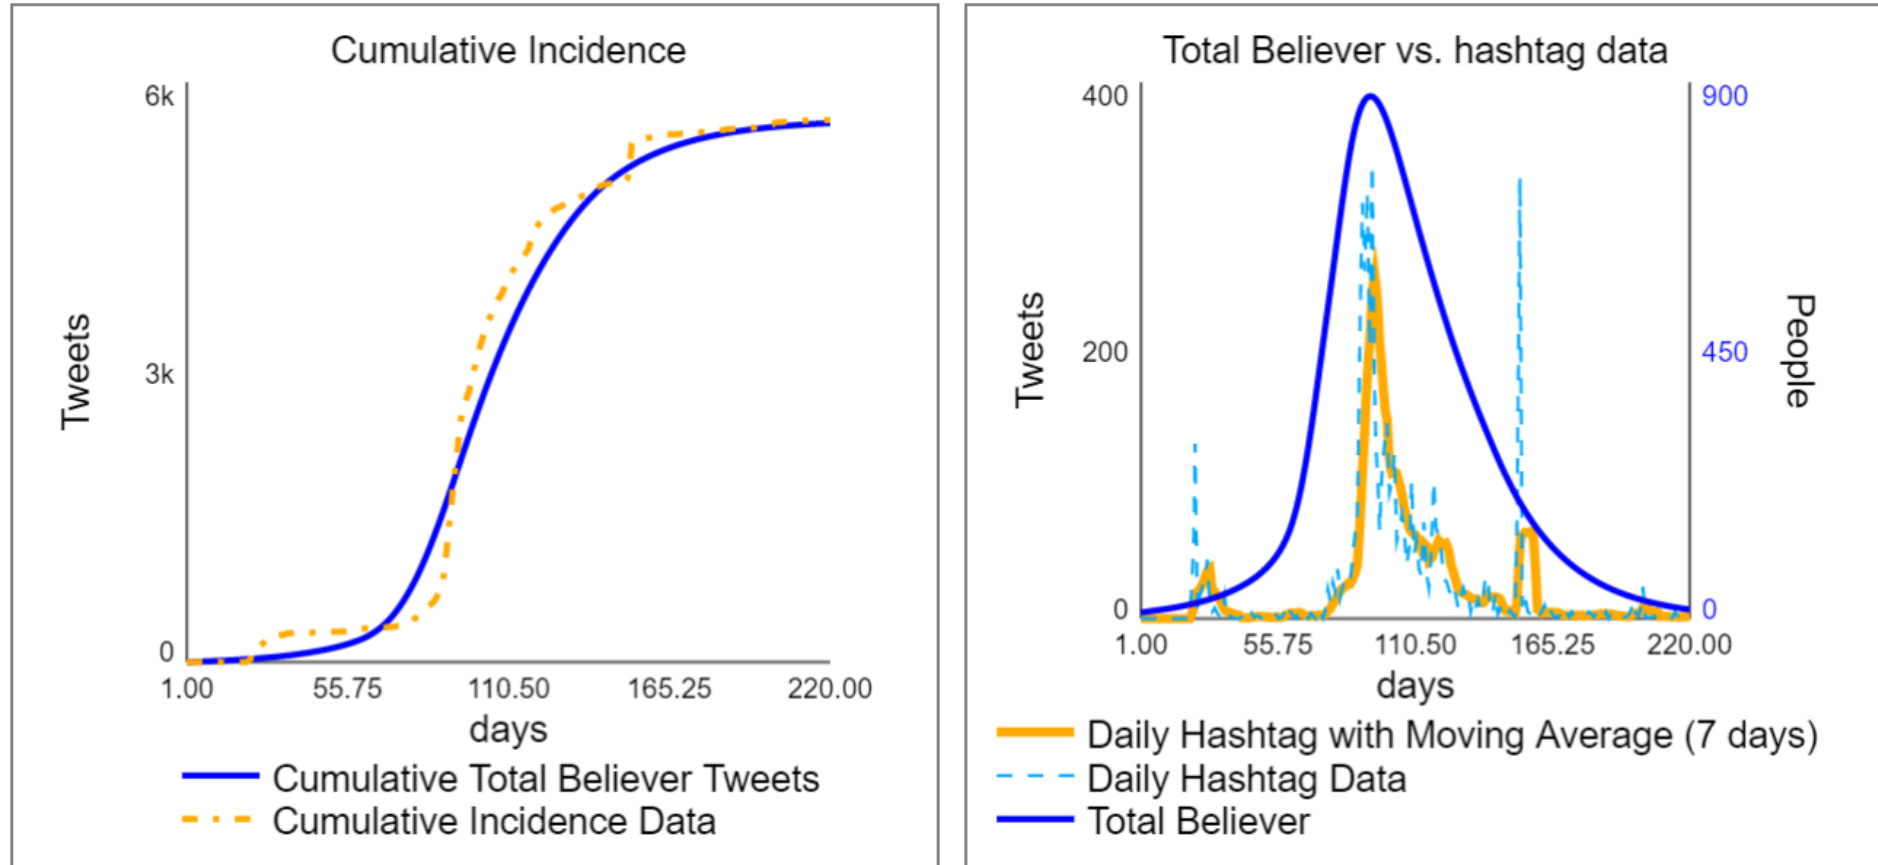 Cumulative Incidence
6k
3k
0
Tweets
1.00 55.75 110.50 165.25 220.00
days
Cumulative Total Believer Tweets
Cumulative Incidence Data
Total Believer vs. hashtag data
400
200
0
Tweets
900
450
0
People
1.00 55.75 110.50 165.25 220.00
days
Daily Hashtag with Moving Average (7 days)
Daily Hashtag Data
Total Believer